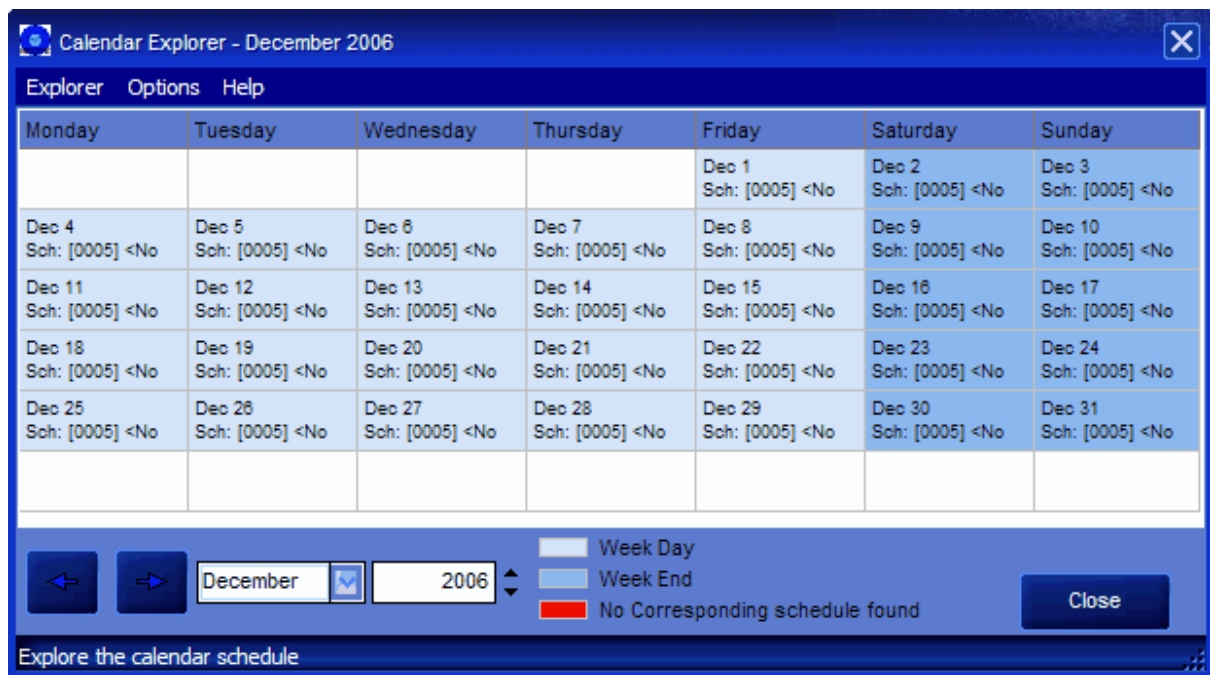 Calendar Explorer - December 2006
Explorer Options Help
Monday Tuesday Wednesday Thursday Friday Saturday Sunday
Dec 1 Dec 2 Dec 3
Sch: [0005] <No Sch: [0005] <No Sch: [0005] <No
Dec 4 Dec 5 Dec 6 Dec 7 Dec 8 Dec 9 Dec 10
Sch: [0005] <No Sch: [0005] <No Sch: [0005] <No Sch: [0005] <No Sch: [0005] <No Sch: [0005] <No Sch: [0005] <No
Dec 11 Dec 12 Dec 13 Dec 14 Dec 15 Dec 16 Dec 17
Sch: [0005] <No Sch: [0005] <No Sch: [0005] <No Sch: [0005] <No Sch: [0005] <No Sch: [0005] <No Sch: [0005] <No
Dec 18 Dec 19 Dec 20 Dec 21 Dec 22 Dec 23 Dec 24
Sch: [0005] <No Sch: [0005] <No Sch: [0005] <No Sch: [0005] <No Sch: [0005] <No Sch: [0005] <No Sch: [0005] <No
Dec 25 Dec 26 Dec 27 Dec 28 Dec 29 Dec 30 Dec 31
Sch: [0005] <No Sch: [0005] <No Sch: [0005] <No Sch: [0005] <No Sch: [0005] <No Sch: [0005] <No Sch: [0005] <No
Week Day
December 2006 Week End
No Corresponding schedule found
Close
Explore the calendar schedule